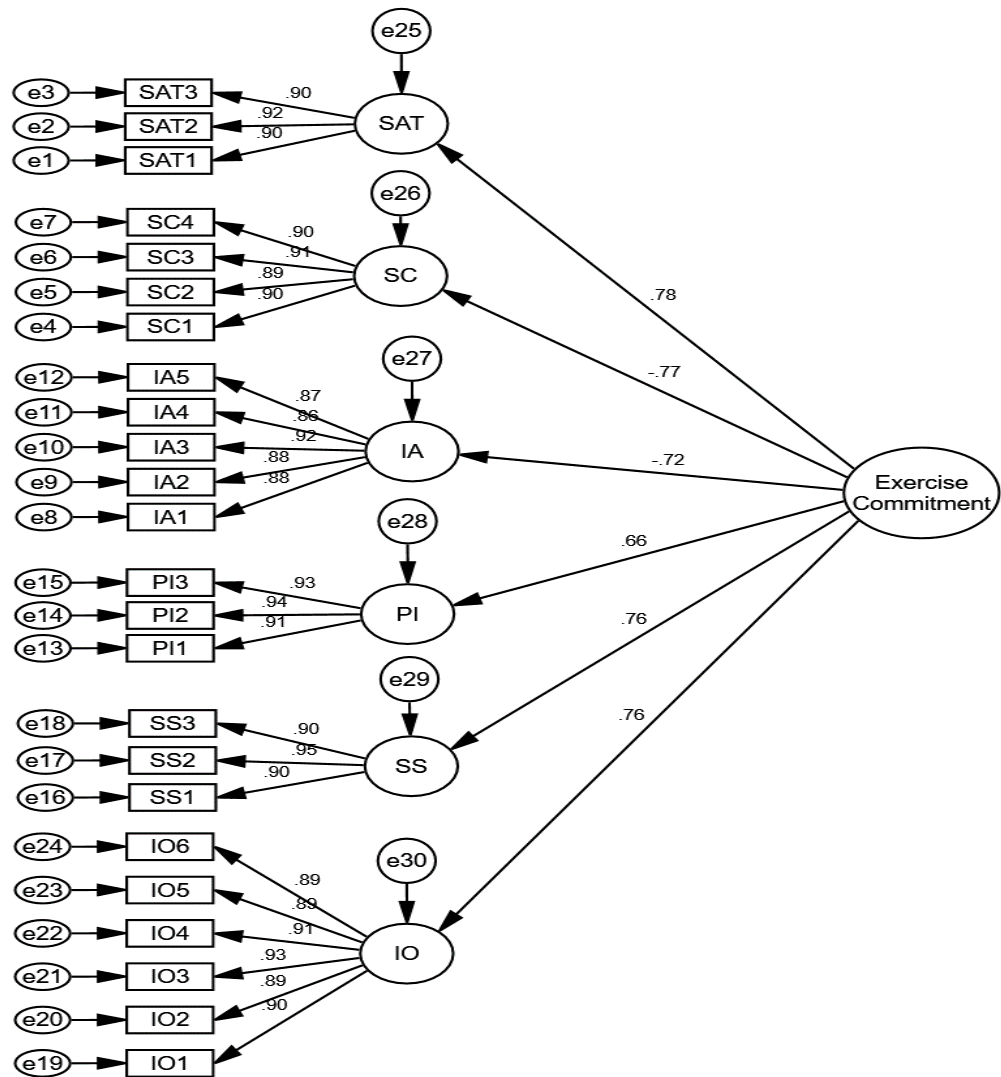 e25
e3 SAT3 .90
e2 SAT2 .92 SAT
e1 SAT1 .90
e26
e7 SC4 .90
e6 SC3 .91
e5 SC2 .89 SC
e4 SC1 .90
.78
e27
-.77
e12 IA5 .87
e11 IA4 .86
e10 IA3 .92 IA
e9 IA2 .88
e8 IA1 .88
-.72
Exercise
Commitment
e28
.66
e15 PI3 .93
e14 PI2 .94 PI
e13 PI1 .91
.76
e29
e18 SS3 .90
e17 SS2 .95 SS
e16 SS1 .90
.76
e30
e24 IO6 .89
e23 IO5 .89
e22 IO4 .91 IO
e21 IO3 .93
e20 IO2 .89
e19 IO1 .90